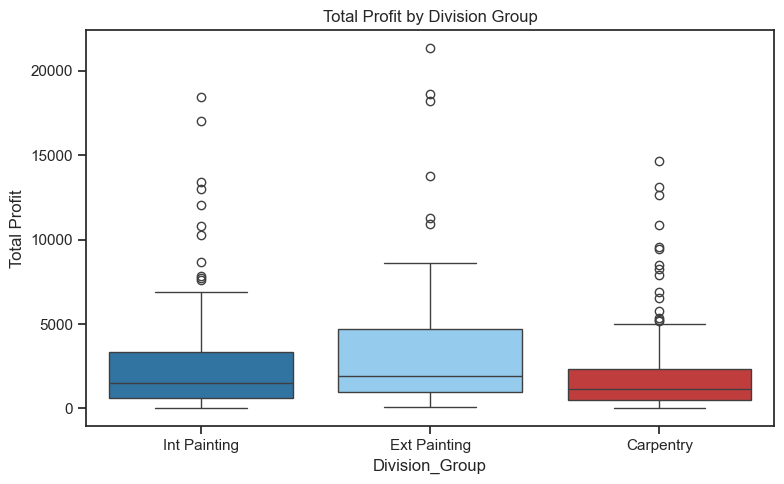 Total Profit by Division Group
Total Profit
20000
15000
10000
5000
0
Int Painting
Ext Painting
Carpentry
Division_Group